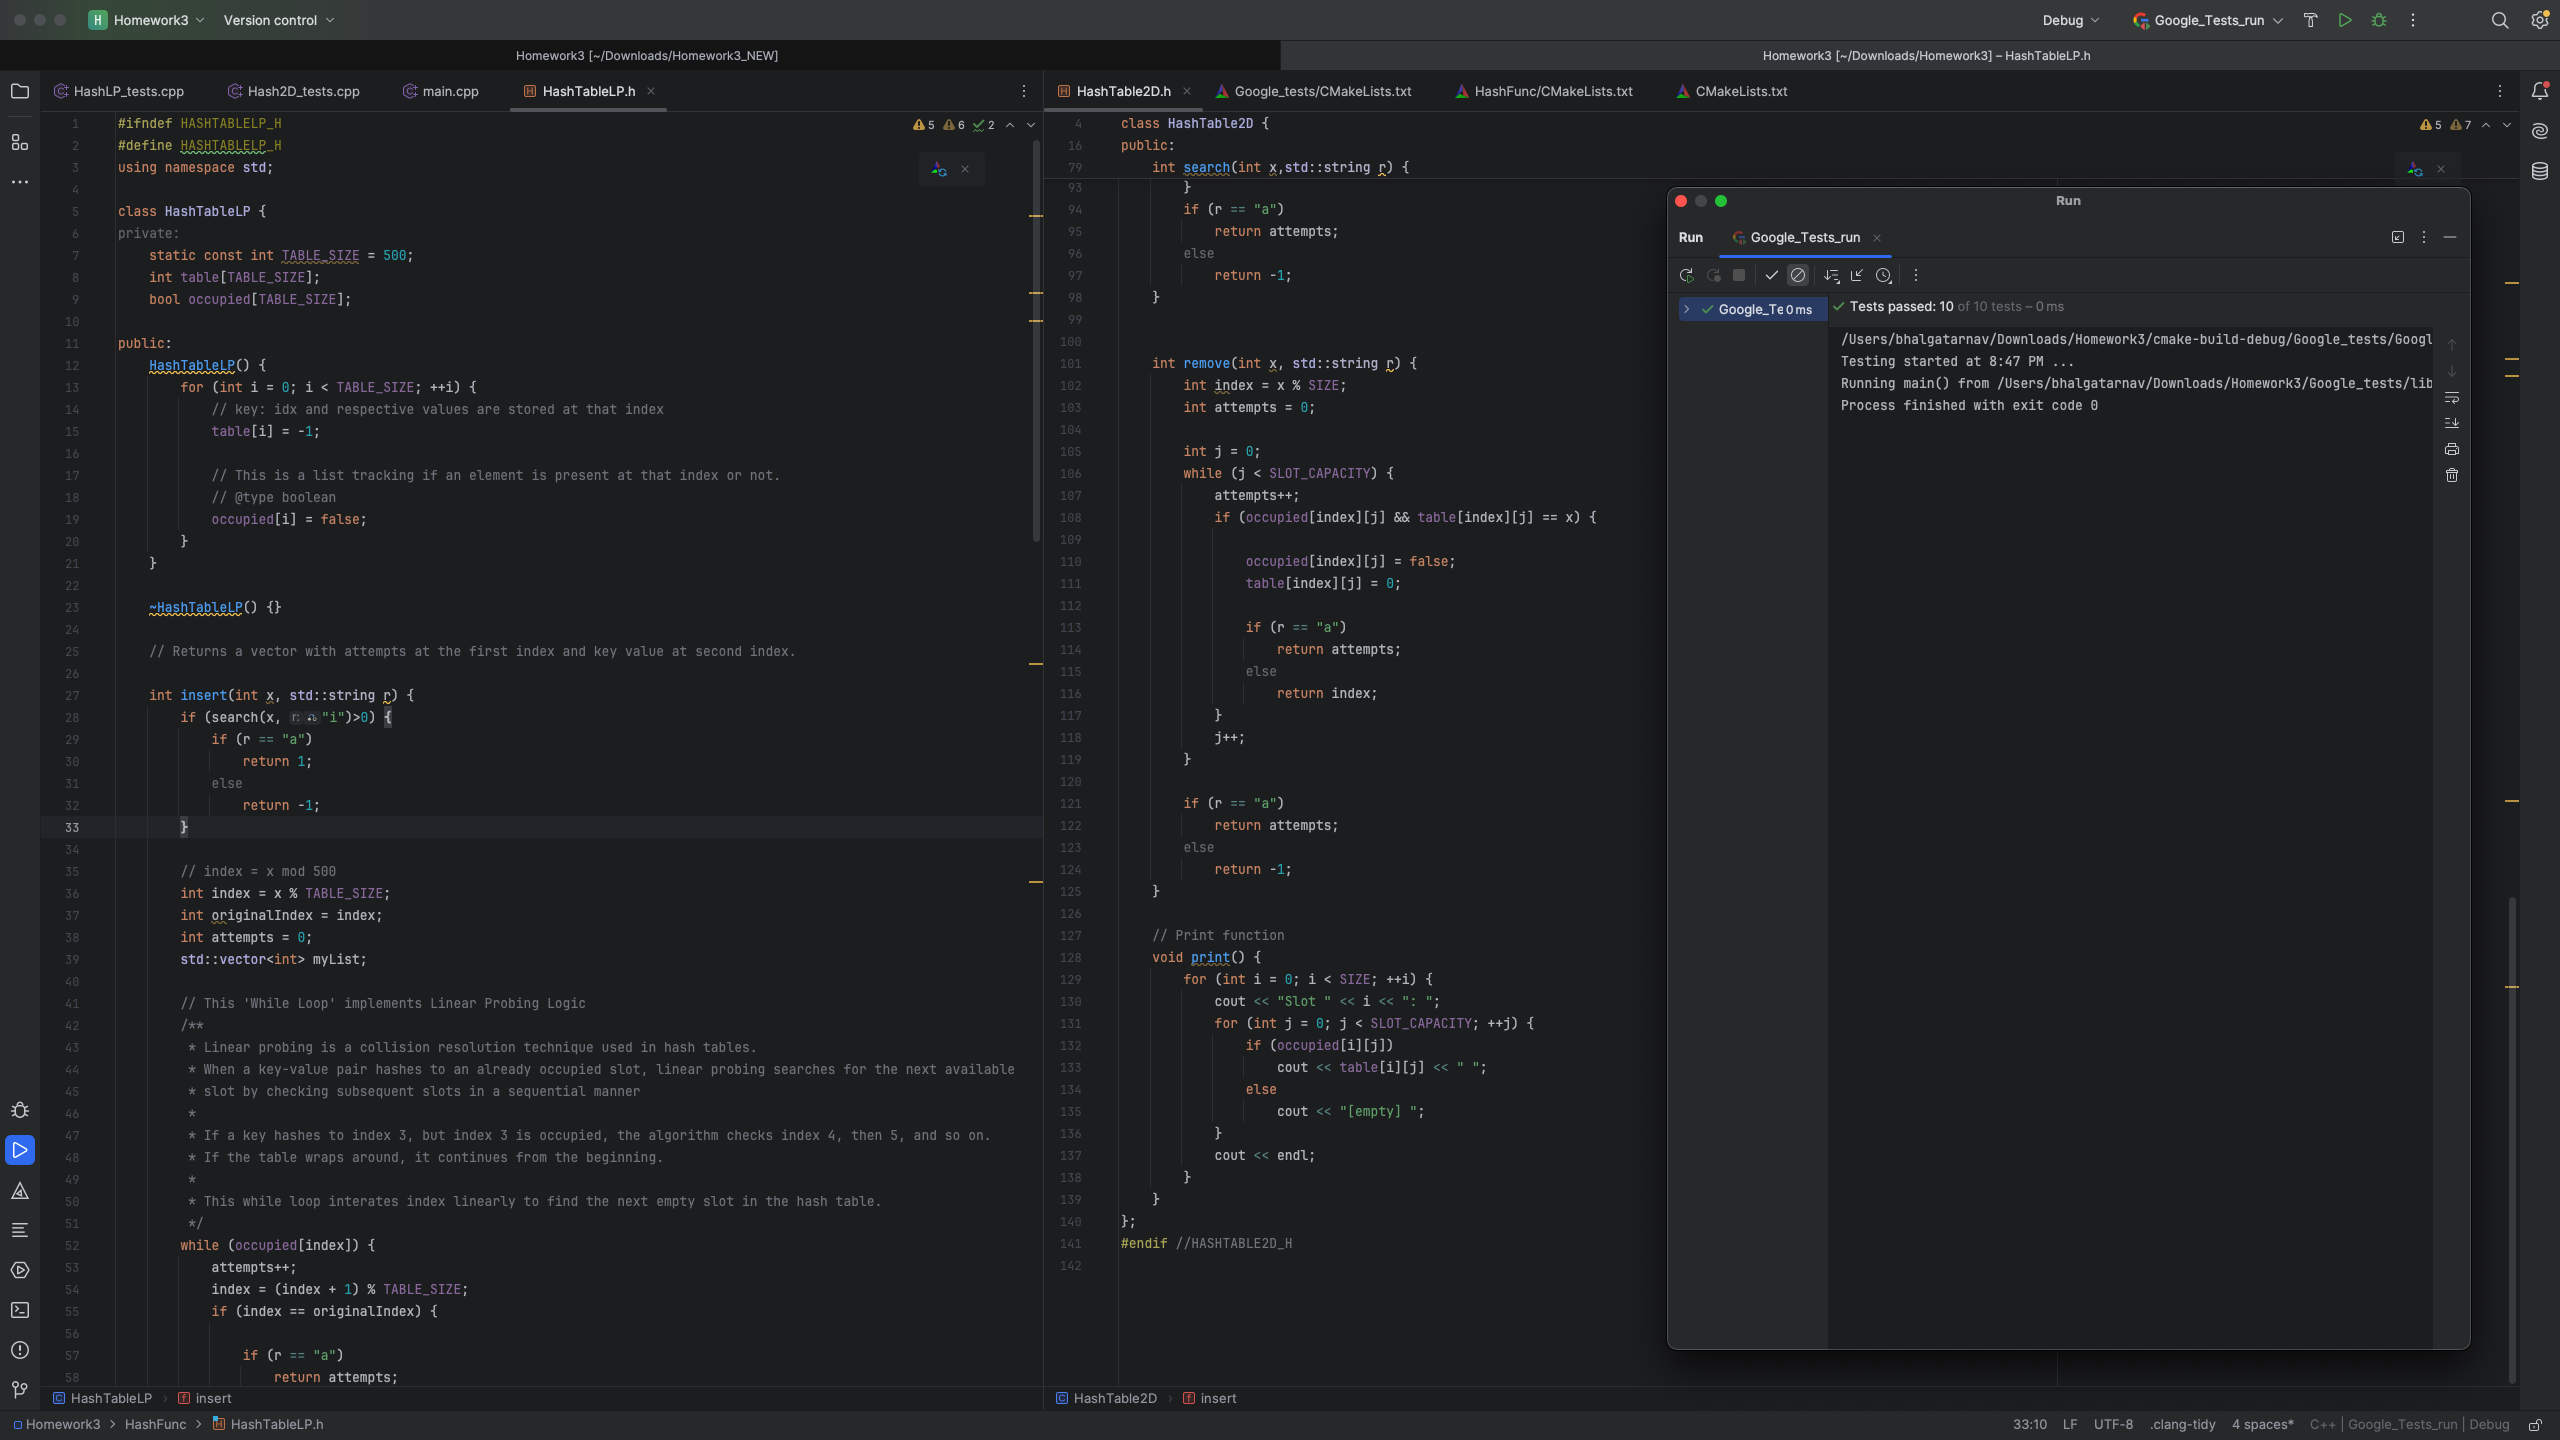 H Homework3 Version control Debug Google_Tests_run
Homework3 [~/Downloads/Homework3_NEW] Homework3 [~/Downloads/Homework3] – HashTableLP.h
HashLP_tests.cpp Hash2D_tests.cpp main.cpp HashTableLP.h
1 #ifndef HASHTABLELP_H
2 #define HASHTABLELP_H
3 using namespace std;
4
5 class HashTableLP {
6 private:
7 static const int TABLE_SIZE = 500;
8 int table[TABLE_SIZE];
9 bool occupied[TABLE_SIZE];
10
11 public:
12 HashTableLP() {
13 for (int i = 0; i < TABLE_SIZE; ++i) {
14 // key: idx and respective values are stored at that index
15 table[i] = -1;
16
17 // This is a list tracking if an element is present at that index or not.
18 // @type boolean
19 occupied[i] = false;
20 }
21 }
22
23 ~HashTableLP() {}
24
25 // Returns a vector with attempts at the first index and key value at second index.
26
27 int insert(int x, std::string r) {
28 if (search(x, r: "i")>0) {
29 if (r == "a")
30 return 1;
31 else
32 return -1;
33 }
34
35 // index = x mod 500
36 int index = x % TABLE_SIZE;
37 int originalIndex = index;
38 int attempts = 0;
39 std::vector<int> myList;
40
41 // This 'While Loop' implements Linear Probing Logic
42 /**
43 * Linear probing is a collision resolution technique used in hash tables.
44 * When a key-value pair hashes to an already occupied slot, linear probing searches for the next available
45 * slot by checking subsequent slots in a sequential manner
46 *
47 * If a key hashes to index 3, but index 3 is occupied, the algorithm checks index 4, then 5, and so on.
48 * If the table wraps around, it continues from the beginning.
49 *
50 * This while loop interates index linearly to find the next empty slot in the hash table.
51 */
52 while (occupied[index]) {
53 attempts++;
54 index = (index + 1) % TABLE_SIZE;
55 if (index == originalIndex) {
56
57 if (r == "a")
58 return attempts;
5 6 2
HashTableLP insert
HashTable2D.h Google_tests/CMakeLists.txt HashFunc/CMakeLists.txt CMakeLists.txt
4 class HashTable2D {
16 public:
79 int search(int x,std::string r) {
93 }
94 if (r == "a")
95 return attempts;
96 else
97 return -1;
98 }
99
100
101 int remove(int x, std::string r) {
102 int index = x % SIZE;
103 int attempts = 0;
104
105 int j = 0;
106 while (j < SLOT_CAPACITY) {
107 attempts++;
108 if (occupied[index][j] && table[index][j] == x) {
109
110 occupied[index][j] = false;
111 table[index][j] = 0;
112
113 if (r == "a")
114 return attempts;
115 else
116 return index;
117 }
118 j++;
119 }
120
121 if (r == "a")
122 return attempts;
123 else
124 return -1;
125 }
126
127 // Print function
128 void print() {
129 for (int i = 0; i < SIZE; ++i) {
130 cout << "Slot " << i << ": ";
131 for (int j = 0; j < SLOT_CAPACITY; ++j) {
132 if (occupied[i][j])
133 cout << table[i][j] << " ";
134 else
135 cout << "[empty] ";
136 }
137 cout << endl;
138 }
139 }
140 };
141 #endif //HASHTABLE2D_H
142
5 7
HashTable2D insert
Run
Run Google_Tests_run
Google_Te 0 ms
Tests passed: 10 of 10 tests – 0 ms
/Users/bhalgatarnav/Downloads/Homework3/cmake-build-debug/Google_tests/Googl
Testing started at 8:47 PM ...
Running main() from /Users/bhalgatarnav/Downloads/Homework3/Google_tests/lib
Process finished with exit code 0
Homework3 HashFunc HashTableLP.h 33:10 LF UTF-8 .clang-tidy 4 spaces* C++ | Google_Tests_run | Debug